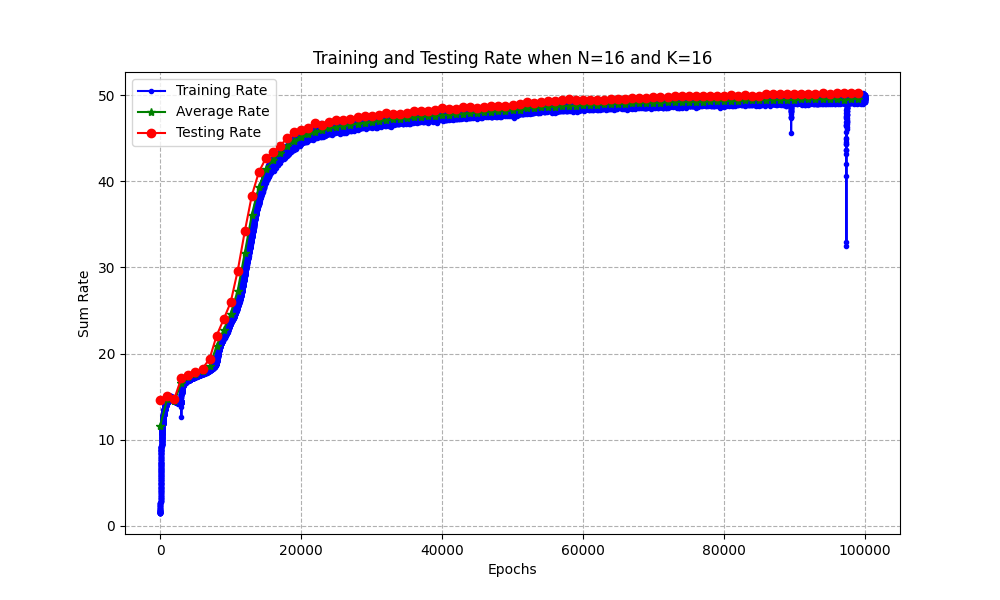 Training and Testing Rate when N=16 and K=16
Training Rate
Average Rate
Testing Rate
Sum Rate
50
40
30
20
10
0
0 20000 40000 60000 80000 100000
Epochs